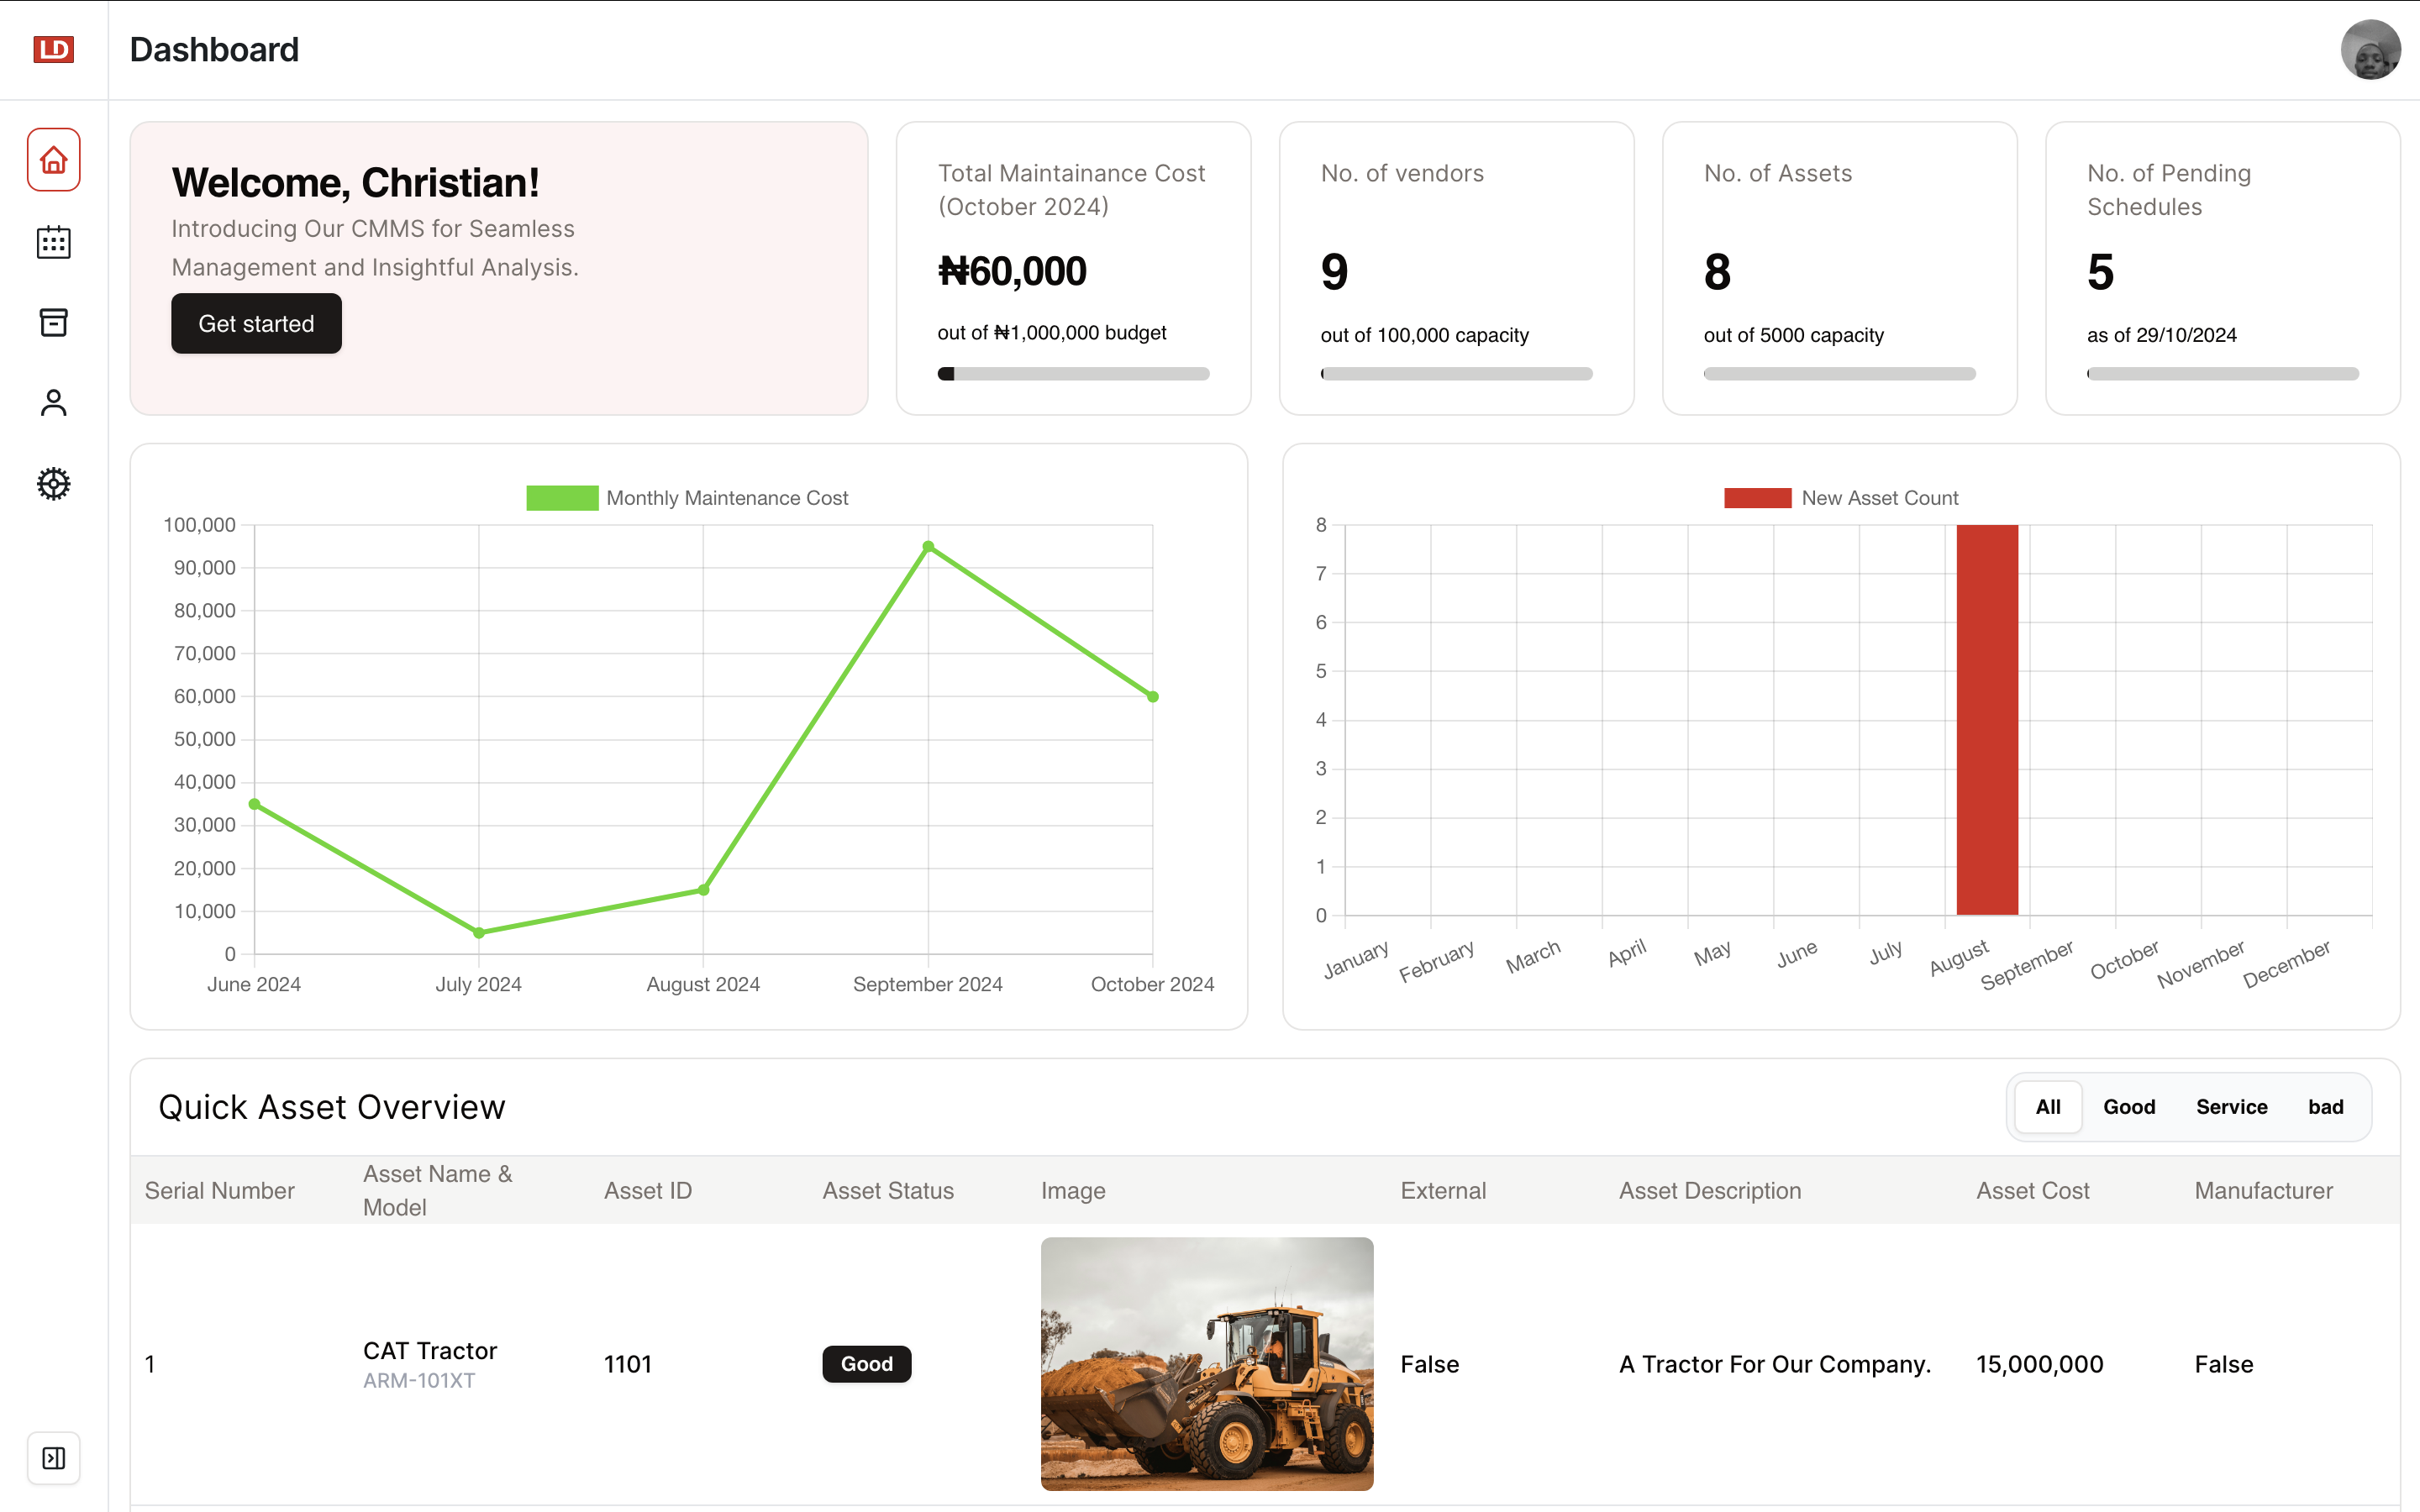 LD
Dashboard
Welcome, Christian!
Introducing Our CMMS for Seamless
Management and Insightful Analysis.
Get started
Total Maintainance Cost
(October 2024)
₦60,000
out of ₦1,000,000 budget
No. of vendors
9
out of 100,000 capacity
No. of Assets
8
out of 5000 capacity
No. of Pending
Schedules
5
as of 29/10/2024
Monthly Maintenance Cost
100,000
90,000
80,000
70,000
60,000
50,000
40,000
30,000
20,000
10,000
0
June 2024
July 2024
August 2024
September 2024
October 2024
New Asset Count
8
7
6
5
4
3
2
1
0
January
February
March
April
May
June
July
August
September
October
November
December
Quick Asset Overview
All
Good
Service
bad
Serial Number
Asset Name &
Model
Asset ID
Asset Status
Image
External
Asset Description
Asset Cost
Manufacturer
1
CAT Tractor
ARM-101XT
1101
Good
False
A Tractor For Our Company.
15,000,000
False